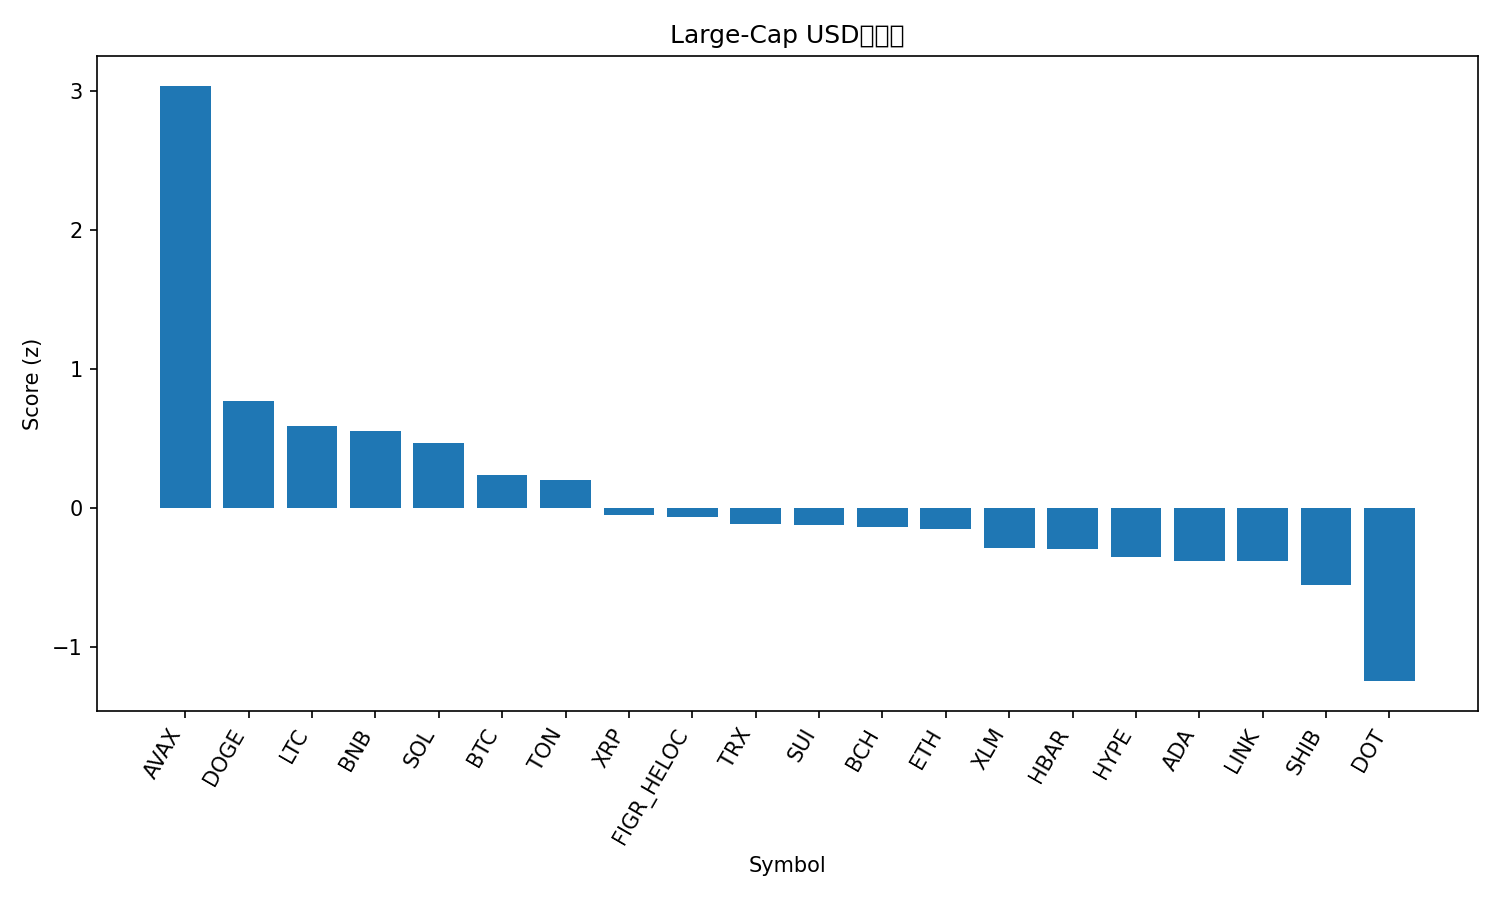 Large-Cap USD
Score (z)
3
2
1
0
−1
AVAX
DOGE
LTC
BNB
SOL
BTC
TON
XRP
FIGR_HELOC
TRX
SUI
BCH
ETH
XLM
HBAR
HYPE
ADA
LINK
SHIB
DOT
Symbol